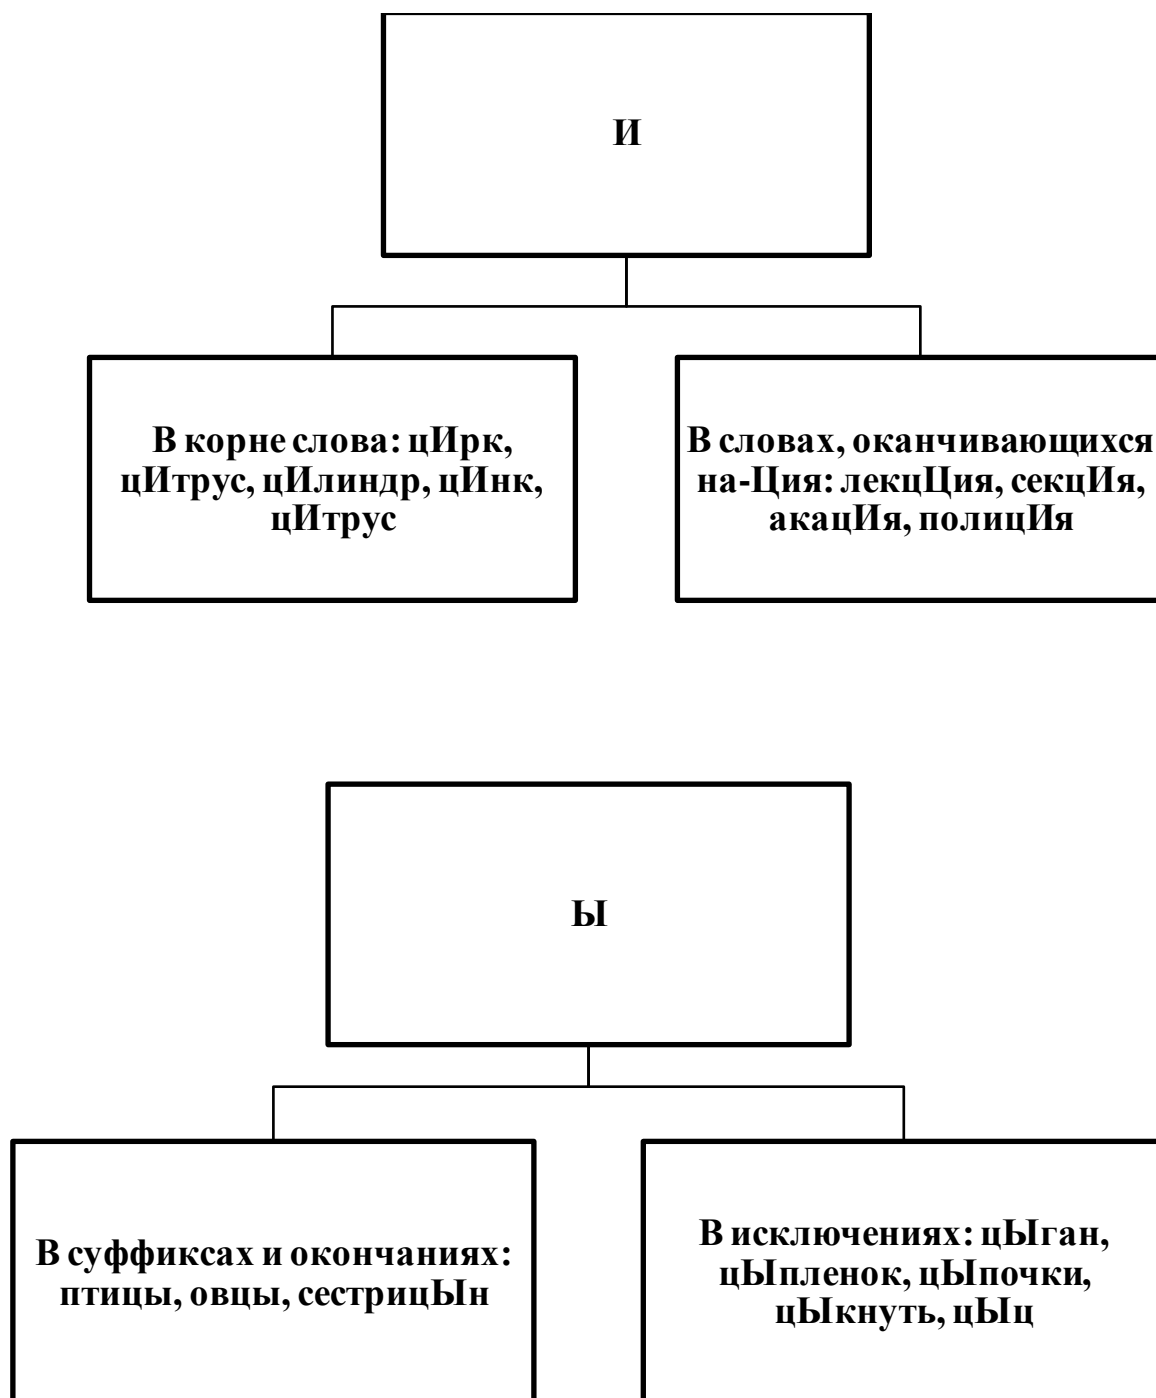 И
В корне слова: цИрк,
цИтрус, цИлиндр, цИнк,
цИтрус
В словах, оканчивающихся
на-Ция: лекцЦия, секцИя,
акацИя, полицИя
Ы
В суффиксах и окончаниях:
птицы, овцы, сестрицЫн
В исключениях: цЫган,
цЫпленок, цЫпочки,
цЫкнуть, цЫц